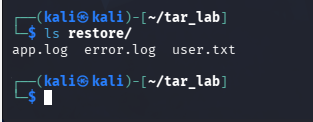 ┌──(kali㉿kali)-[~/tar_lab]
└─$ ls restore/
app.log  error.log  user.txt
┌──(kali㉿kali)-[~/tar_lab]
└─$